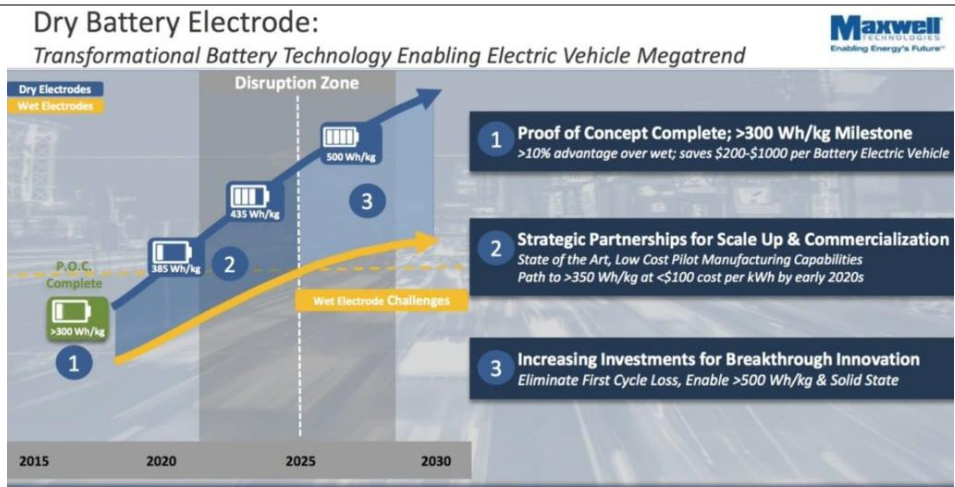 Dry Battery Electrode:
Transformational Battery Technology Enabling Electric Vehicle Megatrend
Maxwell
TECHNOLOGIES
Enabling Energy's Future™
Dry Electrodes
Wet Electrodes
Disruption Zone
500 Wh/kg
3
435 Wh/kg
385 Wh/kg
2
P.O.C.
Complete
>300 Wh/kg
1
Wet Electrode Challenges
2015
2020
2025
2030
1
Proof of Concept Complete; >300 Wh/kg Milestone
>10% advantage over wet; saves $200-$1000 per Battery Electric Vehicle
2
Strategic Partnerships for Scale Up & Commercialization
State of the Art, Low Cost Pilot Manufacturing Capabilities
Path to >350 Wh/kg at <$100 cost per kWh by early 2020s
3
Increasing Investments for Breakthrough Innovation
Eliminate First Cycle Loss, Enable >500 Wh/kg & Solid State